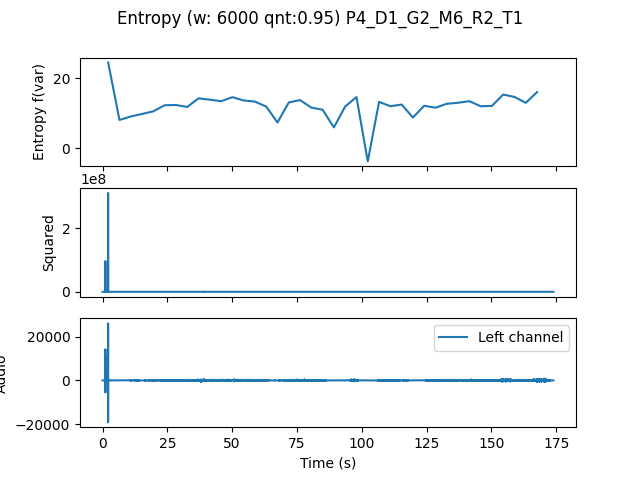 Entropy (w: 6000 qnt:0.95) P4_D1_G2_M6_R2_T1
20
0
Entropy f(var)
1e8
2
0
Squared
20000
0
−20000
Audio
Left channel
0 25 50 75 100 125 150 175
Time (s)